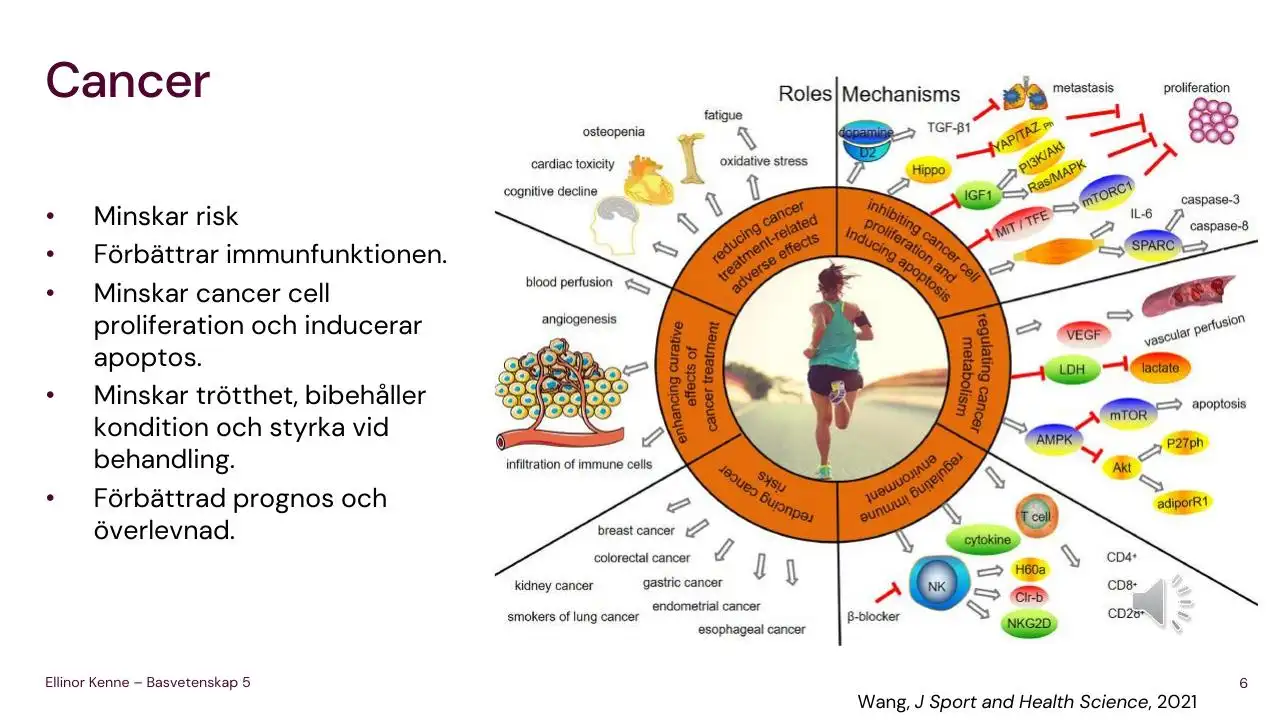 Cancer
• Minskar risk
• Förbättrar immunfunktionen.
• Minskar cancer cell
proliferation och inducerar
apoptos.
• Minskar trötthet, bibehåller
kondition och styrka vid
behandling.
• Förbättrad prognos och
överlevnad.
Roles
Mechanisms
fatigue
osteopenia
oxidative stress
cardiac toxicity
cognitive decline
reducing cancer
treatment-related
adverse effects
blood perfusion
angiogenesis
infiltration of immune cells
enhancing curative
effects of
cancer treatment
breast cancer
colorectal cancer
kidney cancer
gastric cancer
smokers of lung cancer
endometrial cancer
esophageal cancer
reducing cancer
risks
dopamine
D2
TGF-β1
metastasis
proliferation
Hippo
YAP/TAZ Ph
PI3K/Akt
IGF1
Ras/MAPK
MiT / TFE
mTORC1
IL-6
SPARC
caspase-3
caspase-8
inhibiting cancer cell
proliferation and
Inducing apoptosis
VEGF
vascular perfusion
LDH
lactate
AMPK
mTOR
apoptosis
Akt
P27ph
adiporR1
regulating cancer
metabolism
T cell
cytokine
NK
H60a
Clr-b
NKG2D
β-blocker
CD4+
CD8+
regulating immune
environment
Ellinor Kenne – Basvetenskap 5
6
Wang, J Sport and Health Science, 2021